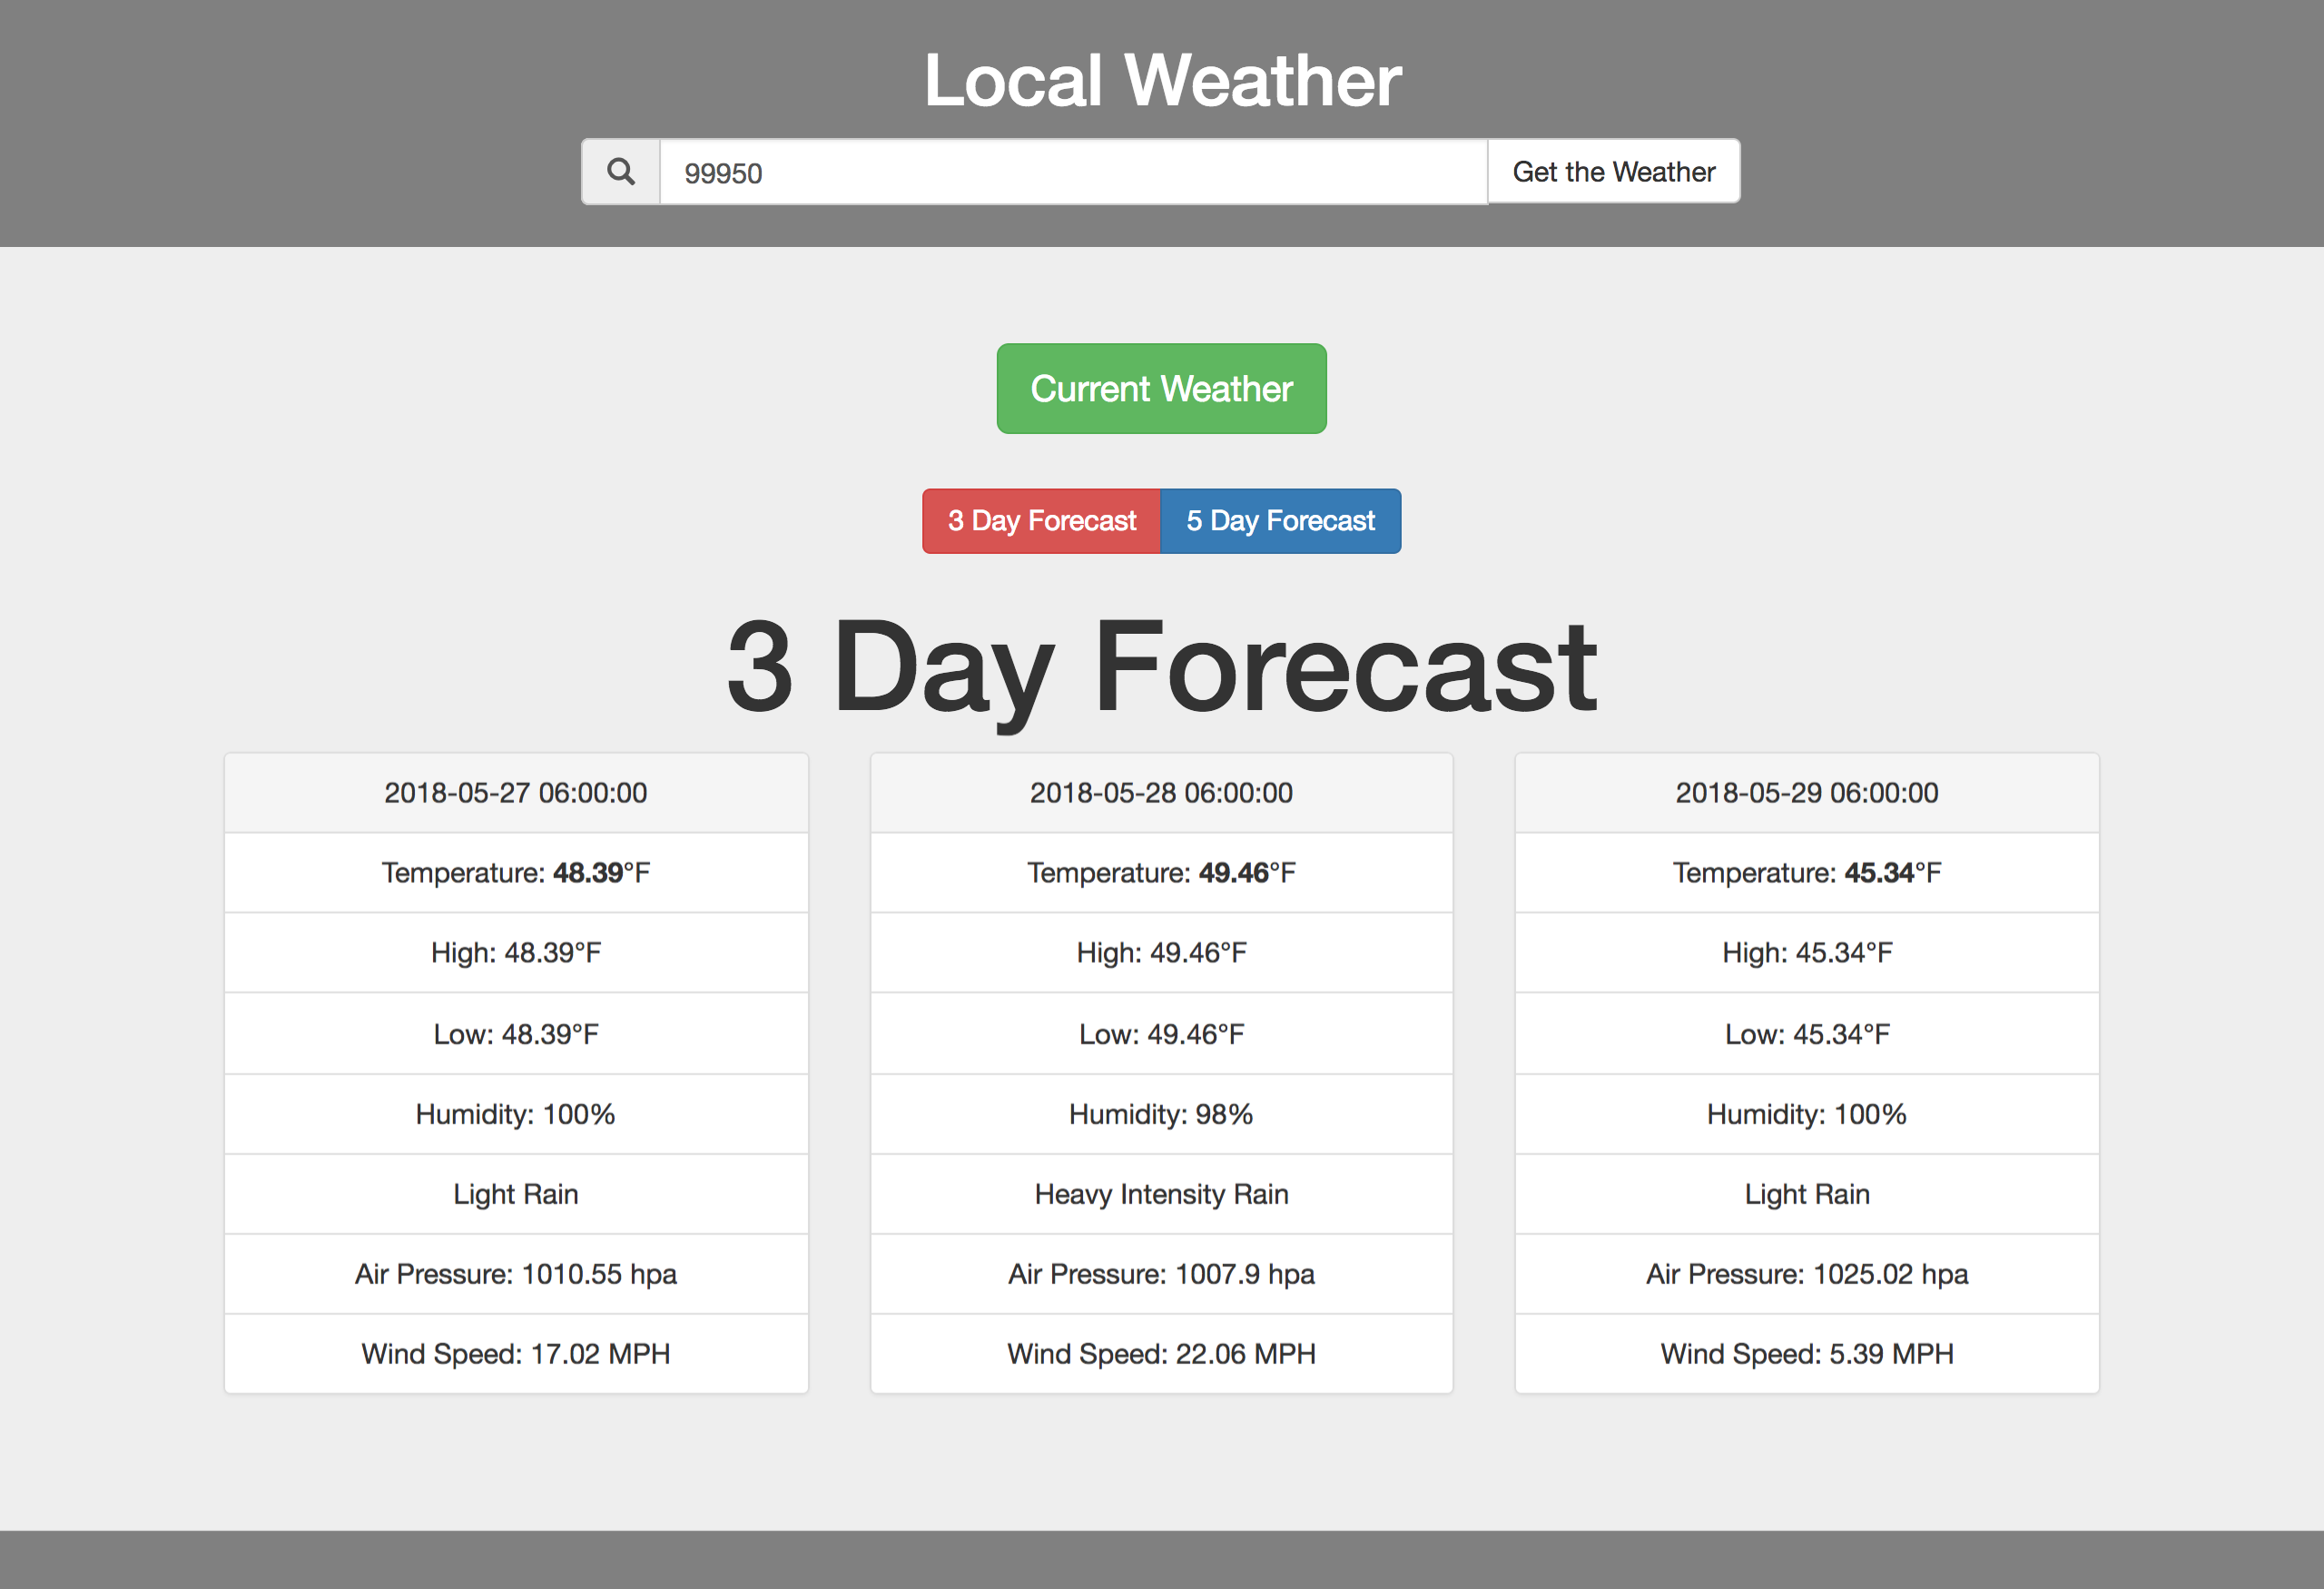 Local Weather
99950
Get the Weather
Current Weather
3 Day Forecast
5 Day Forecast
3 Day Forecast
2018-05-27 06:00:00
Temperature: 48.39°F
High: 48.39°F
Low: 48.39°F
Humidity: 100%
Light Rain
Air Pressure: 1010.55 hpa
Wind Speed: 17.02 MPH
2018-05-28 06:00:00
Temperature: 49.46°F
High: 49.46°F
Low: 49.46°F
Humidity: 98%
Heavy Intensity Rain
Air Pressure: 1007.9 hpa
Wind Speed: 22.06 MPH
2018-05-29 06:00:00
Temperature: 45.34°F
High: 45.34°F
Low: 45.34°F
Humidity: 100%
Light Rain
Air Pressure: 1025.02 hpa
Wind Speed: 5.39 MPH